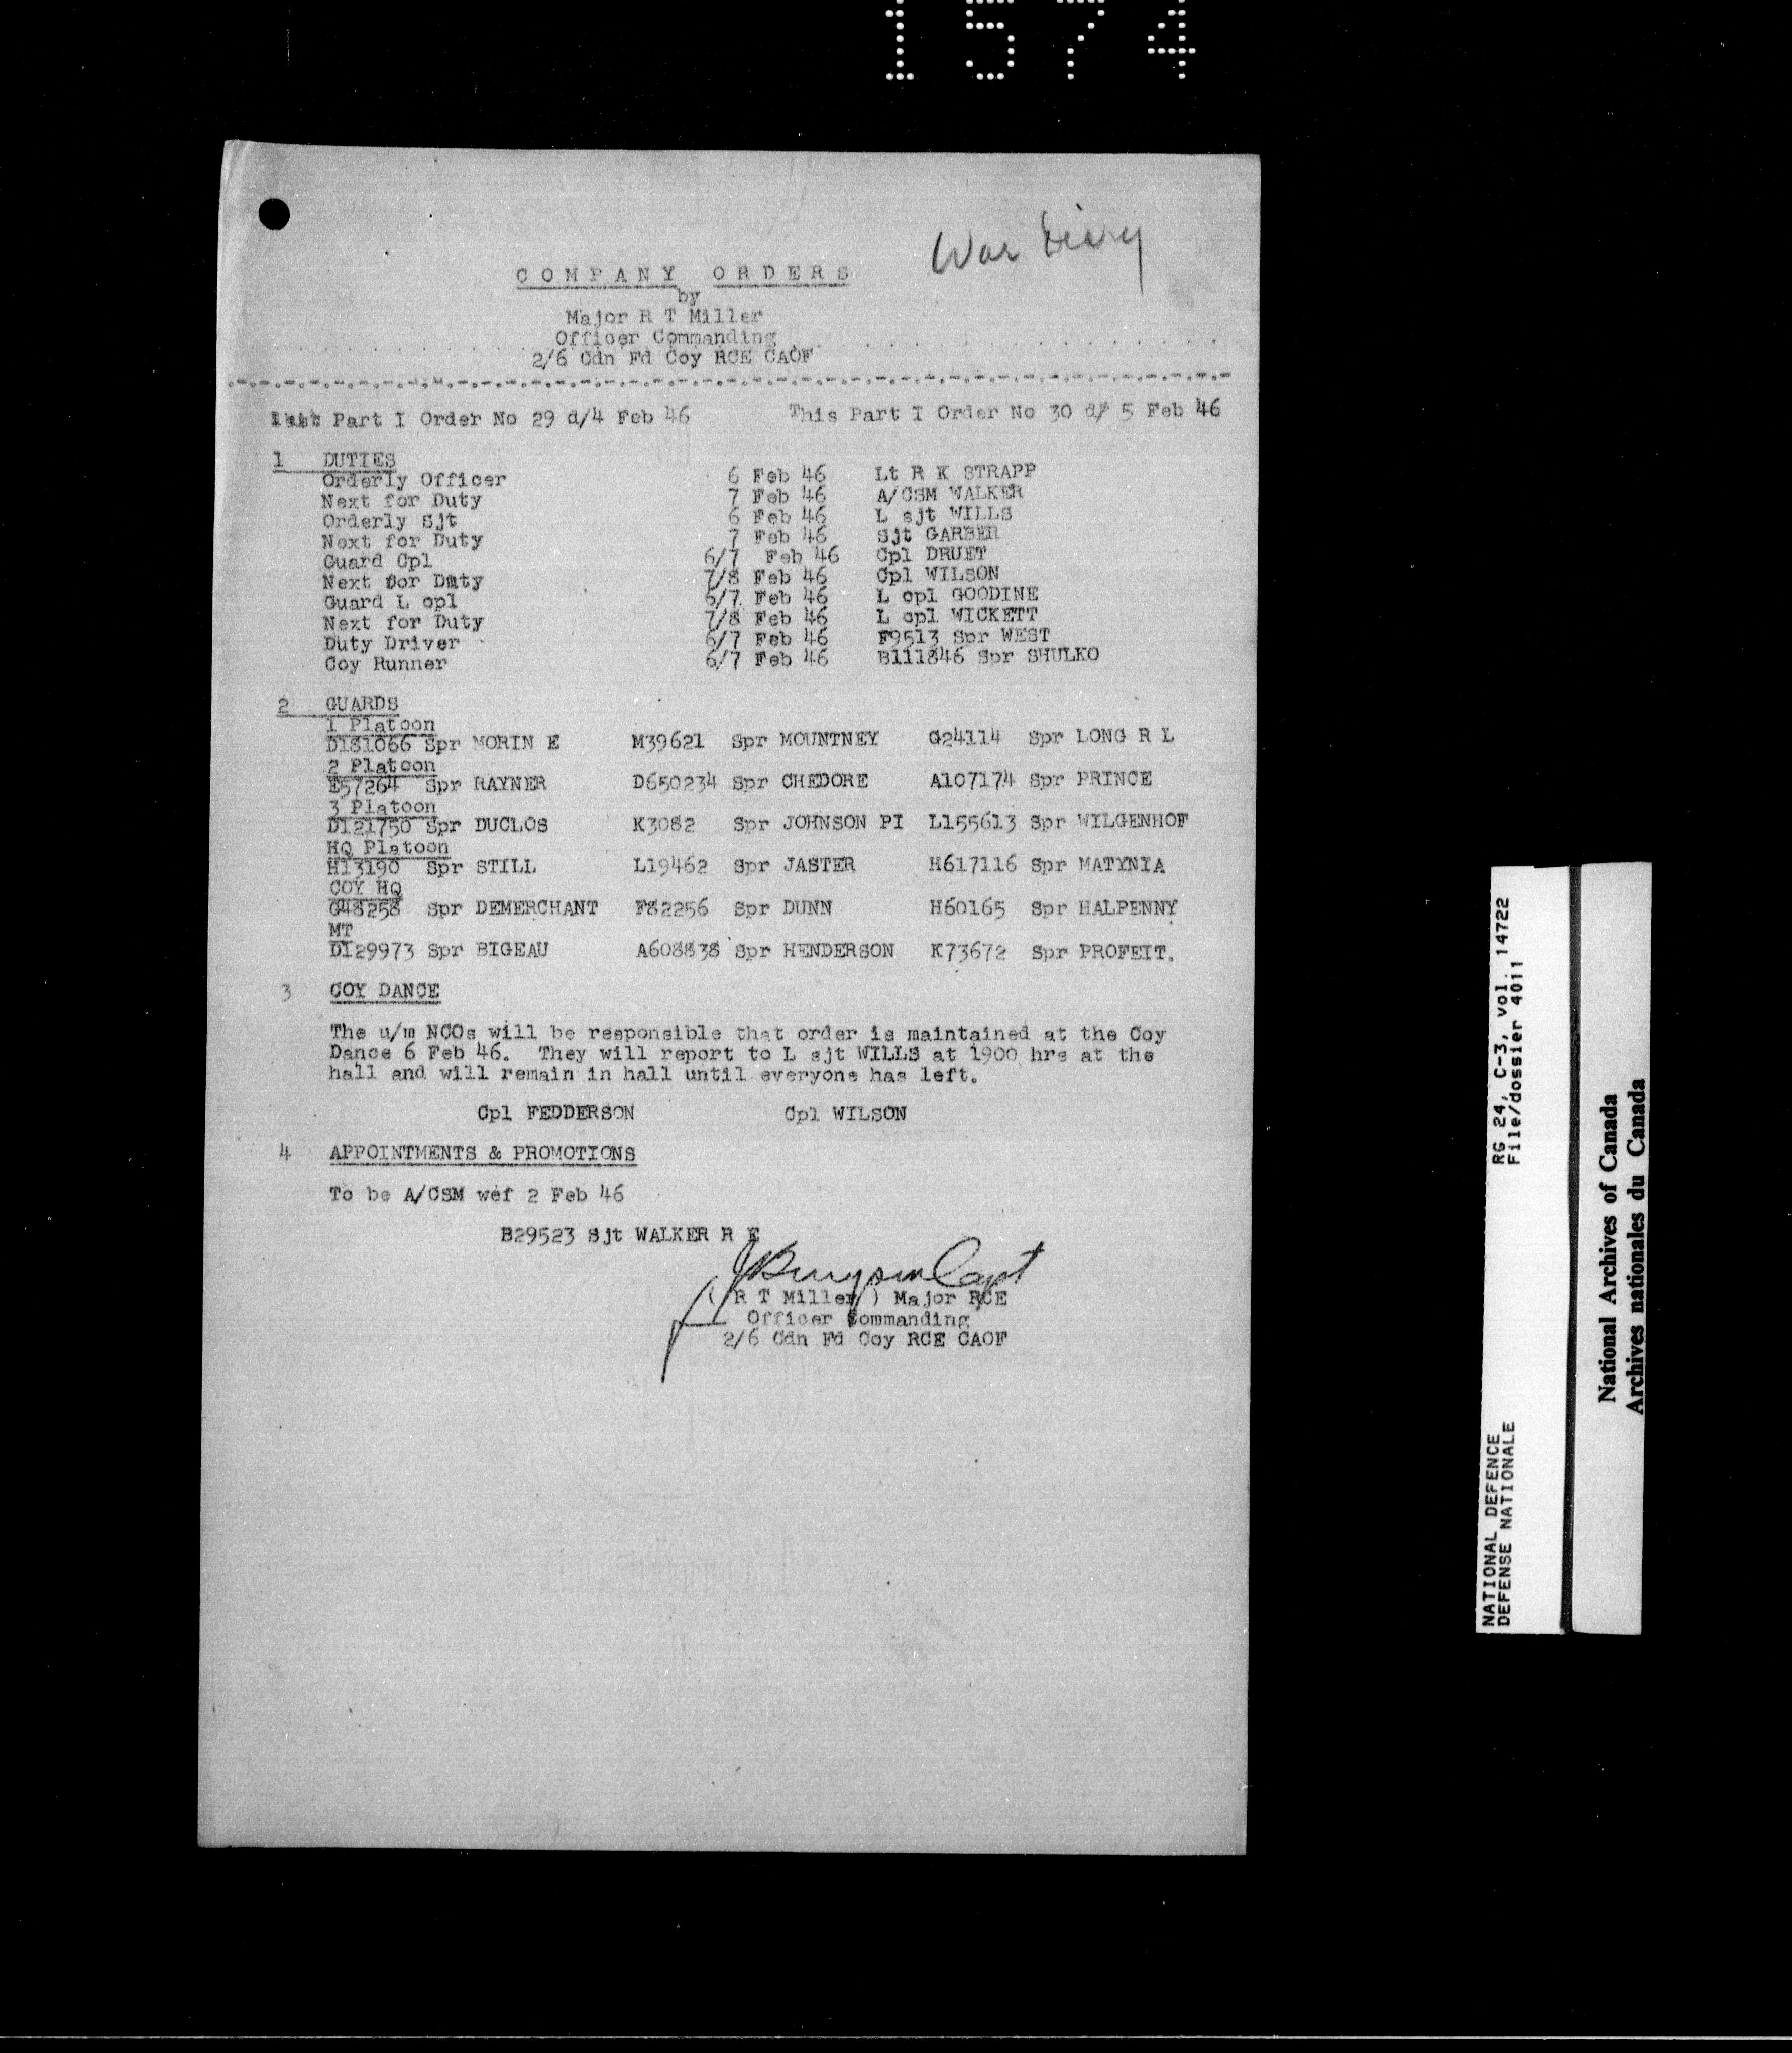 1574
War Diary
COMPANY ORDERS
by
Major R T Miller
Officer Commanding
2/6 Cdn Fd Coy RCE CAOF
Last Part I Order No 29 d/4 Feb 46 This Part I Order No 30 d/ 5 Feb 46
1 DUTIES
Orderly Officer 6 Feb 46 Lt R K STRAPP
Next for Duty 7 Feb 46 A/CSM WALKER
Orderly Sjt 6 Feb 46 L sjt WILLS
Next for Duty 7 Feb 46 Sjt GARBER
Guard Cpl 6/7 Feb 46 Cpl DRUET
Next for Duty 7/8 Feb 46 Cpl WILSON
Guard L cpl 6/7 Feb 46 L cpl GOODINE
Next for Duty 7/8 Feb 46 L cpl WICKETT
Duty Driver 6/7 Feb 46 F9513 Spr WEST
Coy Runner 6/7 Feb 46 B111846 Spr SHULKO
2 GUARDS
1 Platoon
D181066 Spr MORIN E M39621 Spr MOUNTNEY G24114 Spr LONG R L
2 Platoon
E57264 Spr RAYNER D650234 Spr CHEDORE A107174 Spr PRINCE
3 Platoon
D121750 Spr DUCLOS K3082 Spr JOHNSON PI L155613 Spr WILGENHOF
HQ Platoon
H13190 Spr STILL L19462 Spr JASTER H617116 Spr MATYNIA
COY HQ
G48258 Spr DEMERCHANT F82256 Spr DUNN H60165 Spr HALPENNY
MT
D129973 Spr BIGEAU A608838 Spr HENDERSON K73672 Spr PROFEIT.
3 COY DANCE
The u/m NCOs will be responsible that order is maintained at the Coy
Dance 6 Feb 46. They will report to L sjt WILLS at 1900 hrs at the
hall and will remain in hall until everyone has left.
Cpl FEDDERSON Cpl WILSON
4 APPOINTMENTS & PROMOTIONS
To be A/CSM wef 2 Feb 46
B29523 Sjt WALKER R E
Capt
( R T Miller ) Major RCE
Officer Commanding
2/6 Cdn Fd Coy RCE CAOF
NATIONAL DEFENCE RG 24, C-3, vol. 14722
DEFENSE NATIONALE File/dossier 4011
National Archives of Canada
Archives nationales du Canada